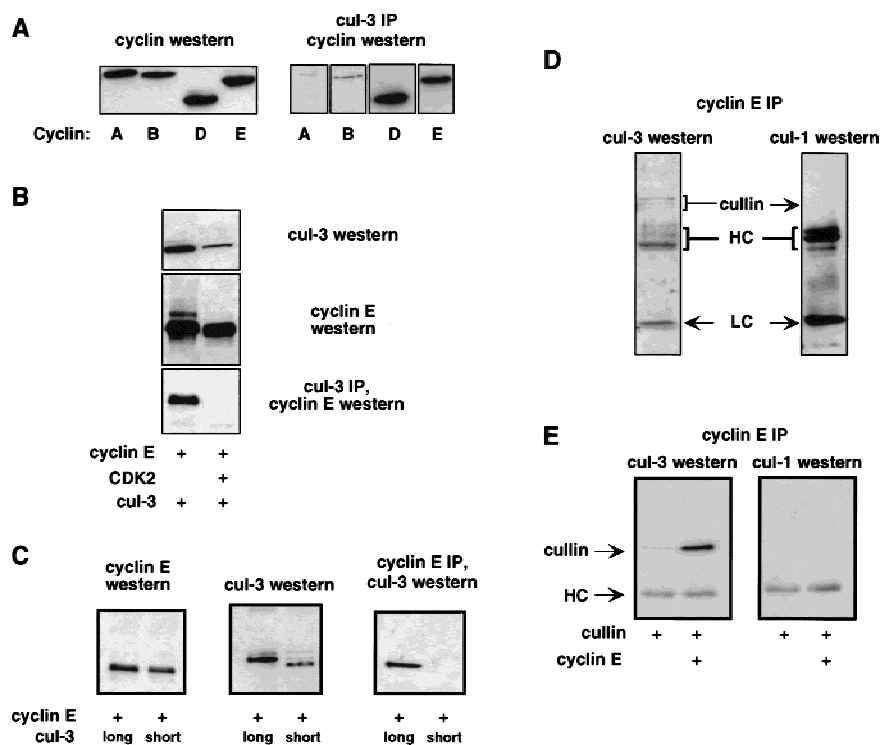 A
cyclin western
cul-3 IP
cyclin western
Cyclin: A B D E A B D E
B
cul-3 western
cyclin E
western
cul-3 IP,
cyclin E western
cyclin E + +
CDK2 +
cul-3 + +
C
cyclin E
western
cul-3 western
cyclin E IP,
cul-3 western
cyclin E + + + + + +
cul-3 long short long short long short
D
cyclin E IP
cul-3 western cul-1 western
cullin
HC
LC
E
cyclin E IP
cul-3 western cul-1 western
cullin
HC
cullin + + + +
cyclin E + +